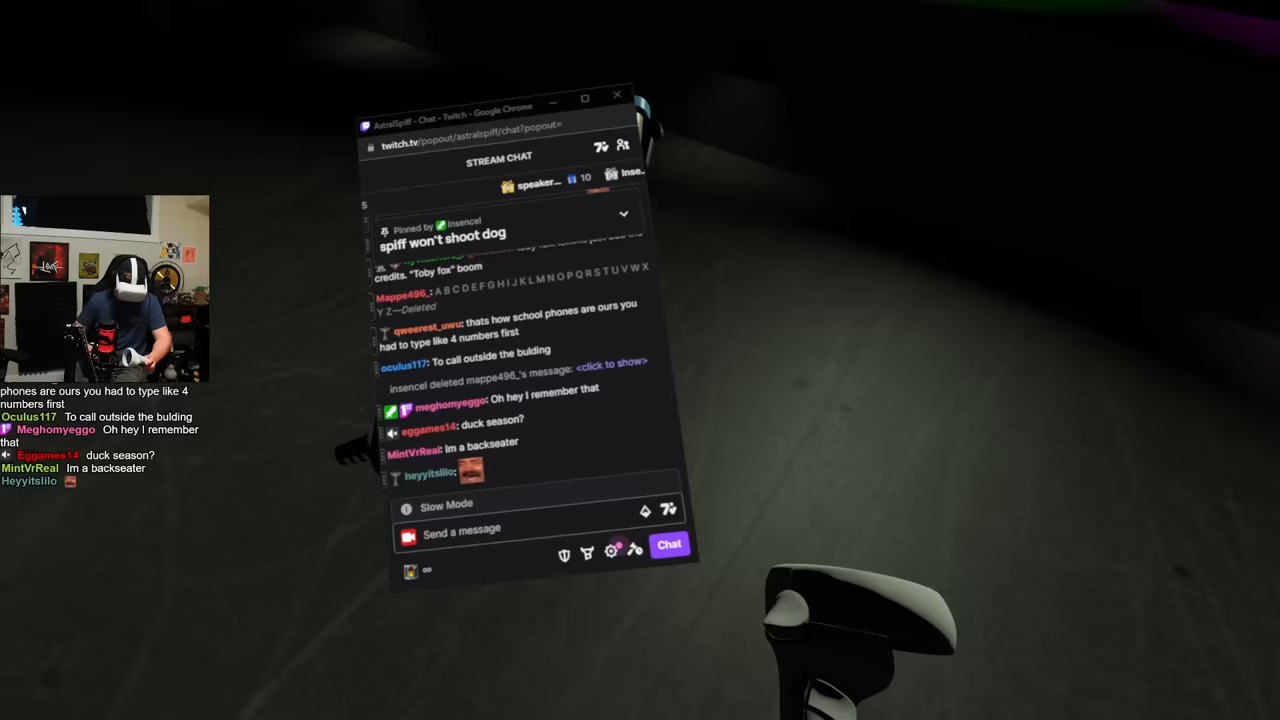 AstralSpiff - Chat - Twitch - Google Chrome
twitch.tv/popout/astralspiff/chat?popout=
STREAM CHAT
speaker... 10 Inse..
5
Pinned by Insencel
spiff won't shoot dog
credits. "Toby fox" boom
Mappe496_: A B C D E F G H I J K L M N O P Q R S T U V W X
Y Z—Deleted
qweerest_uwu: thats how school phones are ours you
had to type like 4 numbers first
oculus117: To call outside the bulding
insencel deleted mappe496_'s message: <click to show>
meghomyeggo: Oh hey I remember that
eggames14: duck season?
MintVrReal: Im a backseater
heyyitslilo:
Slow Mode
Send a message
Chat
phones are ours you had to type like 4
numbers first
Oculus117 To call outside the bulding
Meghomyeggo Oh hey I remember
that
Eggames14 duck season?
MintVrReal Im a backseater
Heyyitslilo